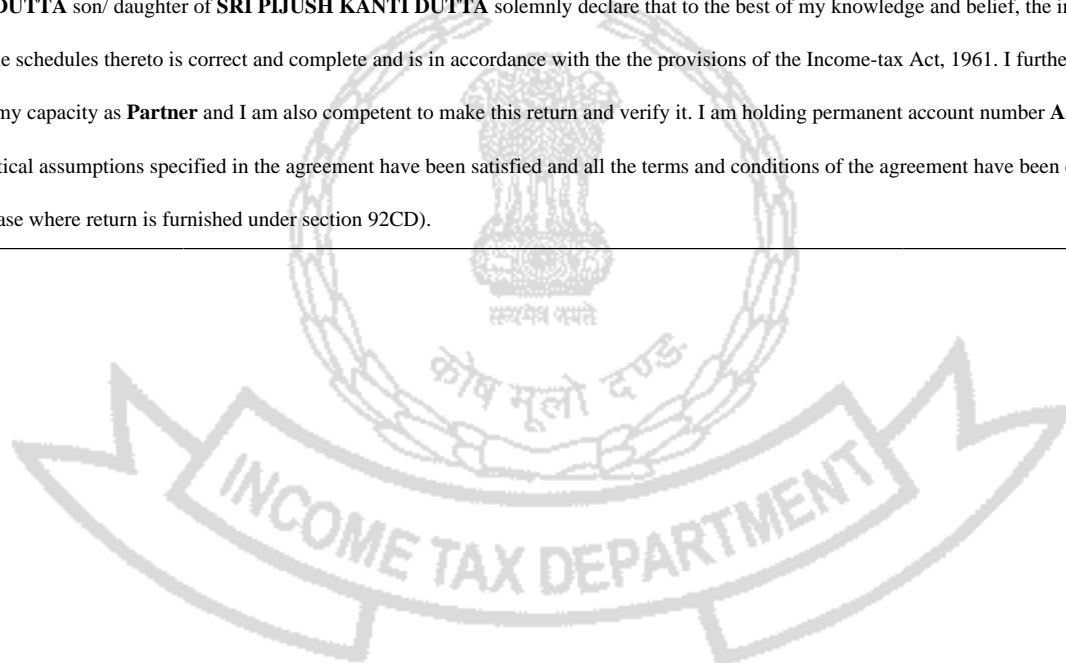 DUTTA son/ daughter of SRI PIJUSH KANTI DUTTA solemnly declare that to the best of my knowledge and belief, the i
e schedules thereto is correct and complete and is in accordance with the the provisions of the Income-tax Act, 1961. I furthe
my capacity as Partner and I am also competent to make this return and verify it. I am holding permanent account number A
tical assumptions specified in the agreement have been satisfied and all the terms and conditions of the agreement have been
ase where return is furnished under section 92CD).
सत्यमेव जयते
कोष मूलो दण्ड
INCOME TAX DEPARTMENT